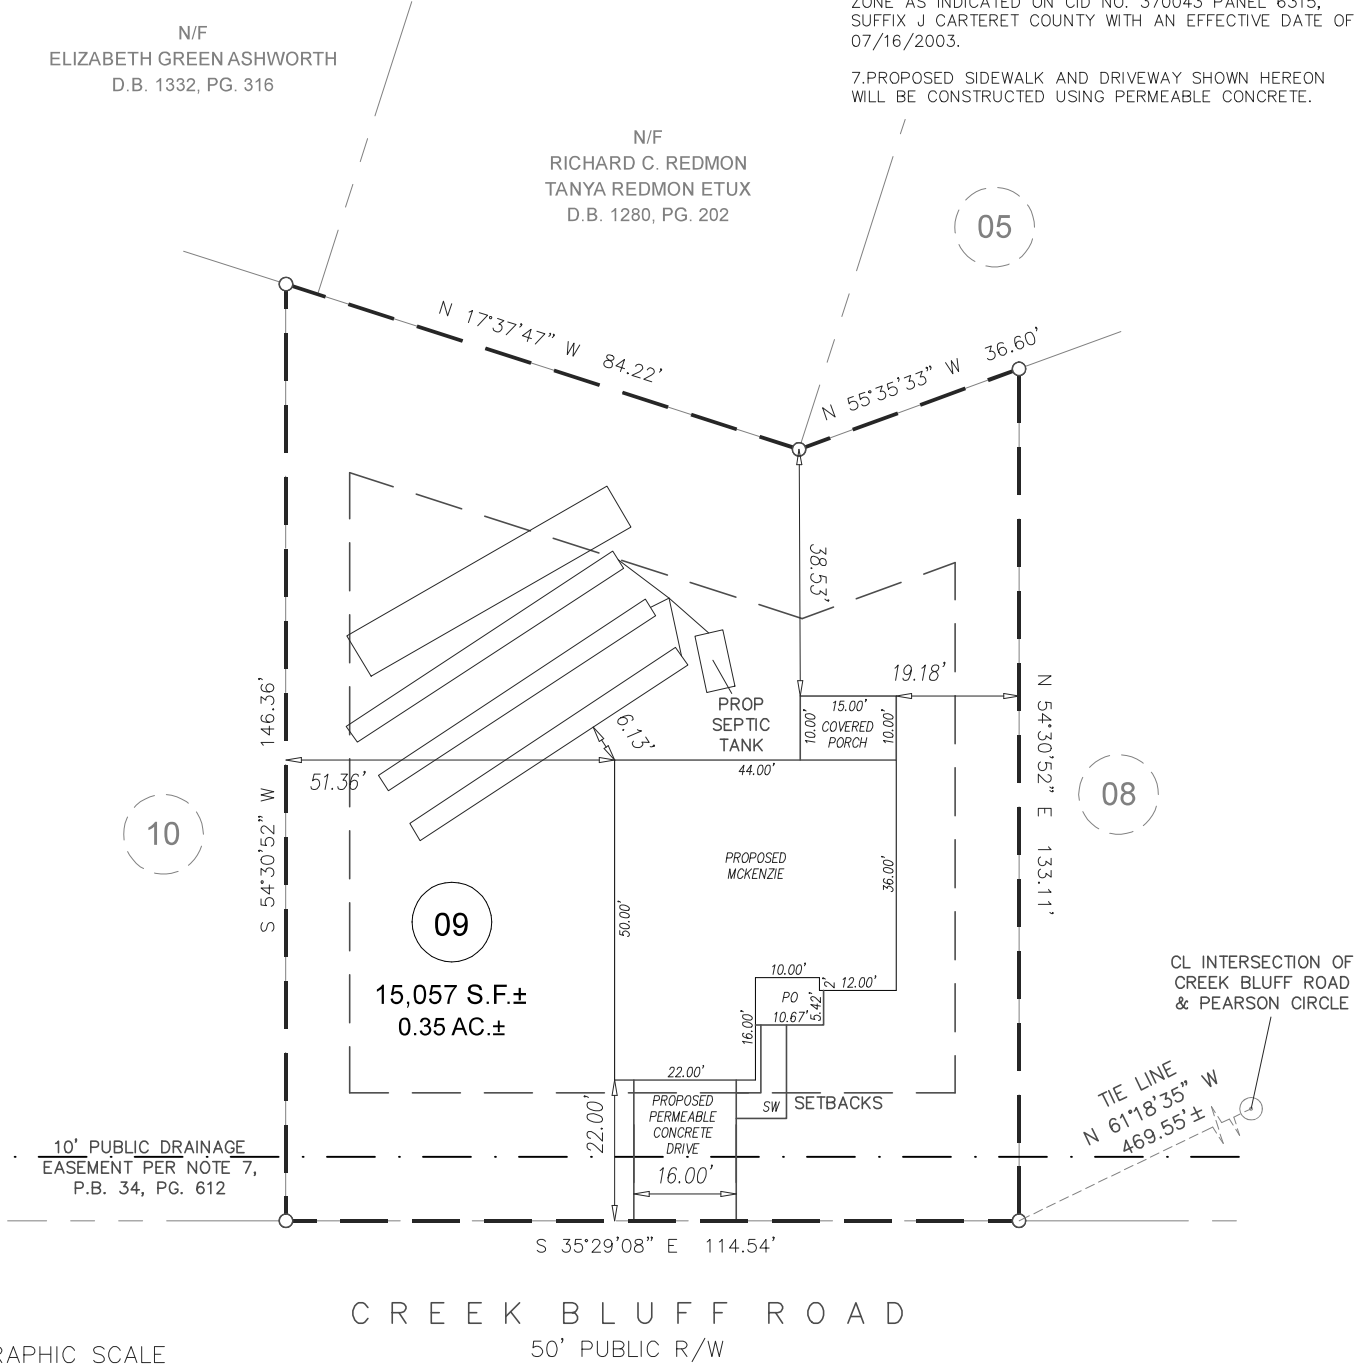 ZONE AS INDICATED ON CID NO. 370043 PANEL 6315,
SUFFIX J CARTERET COUNTY WITH AN EFFECTIVE DATE OF
07/16/2003.
7.PROPOSED SIDEWALK AND DRIVEWAY SHOWN HEREON
WILL BE CONSTRUCTED USING PERMEABLE CONCRETE.
N/F
ELIZABETH GREEN ASHWORTH
D.B. 1332, PG. 316
N/F
RICHARD C. REDMON
TANYA REDMON ETUX
D.B. 1280, PG. 202
05
N 17°37'47" W 84.22'
N 55°35'33" W 36.60'
38.53'
19.18'
15.00'
10.00'
COVERED
PORCH
10.00'
PROP
SEPTIC
TANK
6.13'
44.00'
51.36'
S 54°30'52" W 146.36'
N 54°30'52" E 133.11'
10
08
PROPOSED
MCKENZIE
36.00'
50.00'
09
15,057 S.F.±
0.35 AC.±
10.00'
2'
12.00'
PO
5.42'
10.67'
16.00'
22.00'
CL INTERSECTION OF
CREEK BLUFF ROAD
& PEARSON CIRCLE
TIE LINE
N 61°18'35" W
469.55'±
PROPOSED
PERMEABLE
CONCRETE
DRIVE
SW
SETBACKS
22.00'
16.00'
10' PUBLIC DRAINAGE
EASEMENT PER NOTE 7,
P.B. 34, PG. 612
S 35°29'08" E 114.54'
CREEK BLUFF ROAD
50' PUBLIC R/W
RAPHIC SCALE